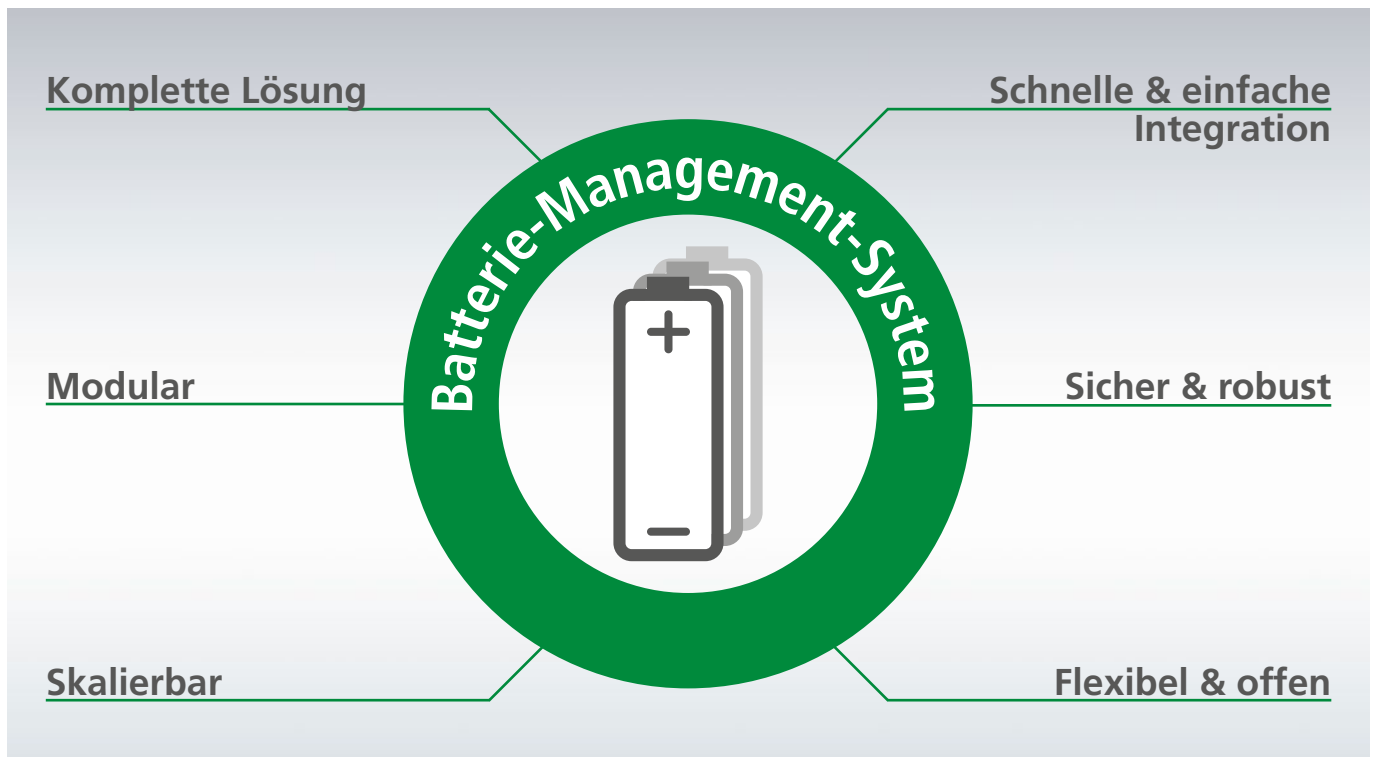 Komplette Lösung
Schnelle & einfache
Integration
Batterie-Management-System
Modular
Sicher & robust
Skalierbar
Flexibel & offen